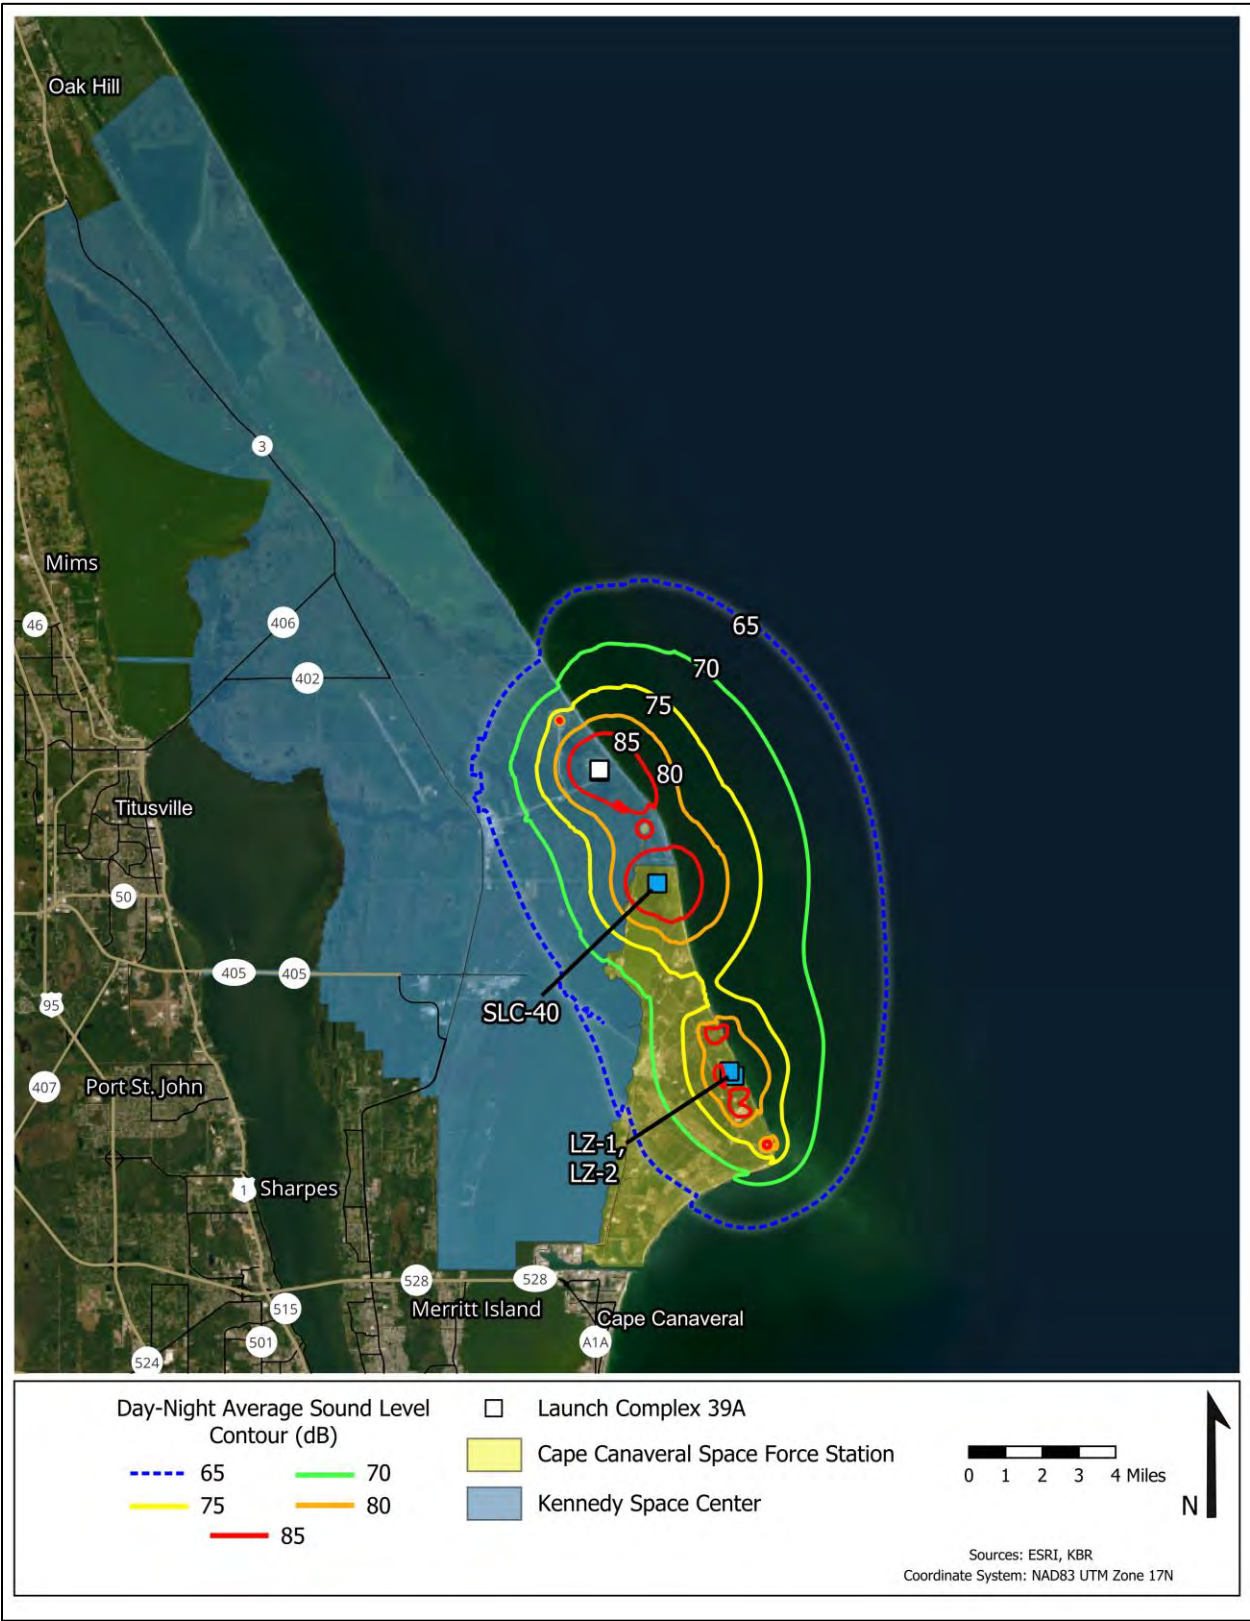 Oak Hill
3
Mims
46
406
402
65
70
75
85
80
Titusville
50
405
405
95
SLC-40
407
Port St. John
LZ-1,
LZ-2
1
Sharpes
528
528
515
Merritt Island
Cape Canaveral
501
A1A
524
Day-Night Average Sound Level
Contour (dB)
65
70
75
80
85
Launch Complex 39A
Cape Canaveral Space Force Station
Kennedy Space Center
0 1 2 3 4 Miles
N
Sources: ESRI, KBR
Coordinate System: NAD83 UTM Zone 17N